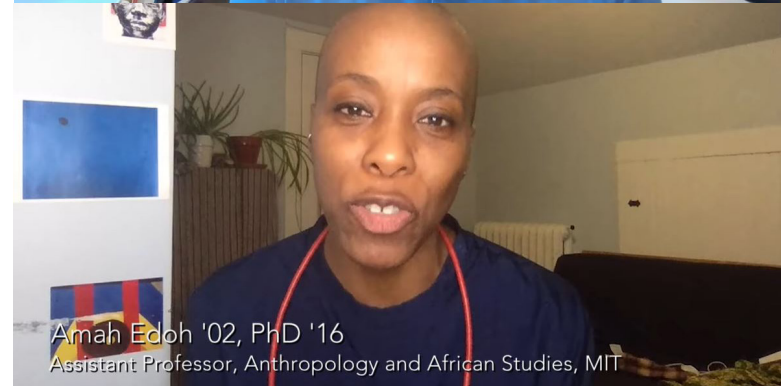 Amah Edoh '02, PhD '16
Assistant Professor, Anthropology and African Studies, MIT